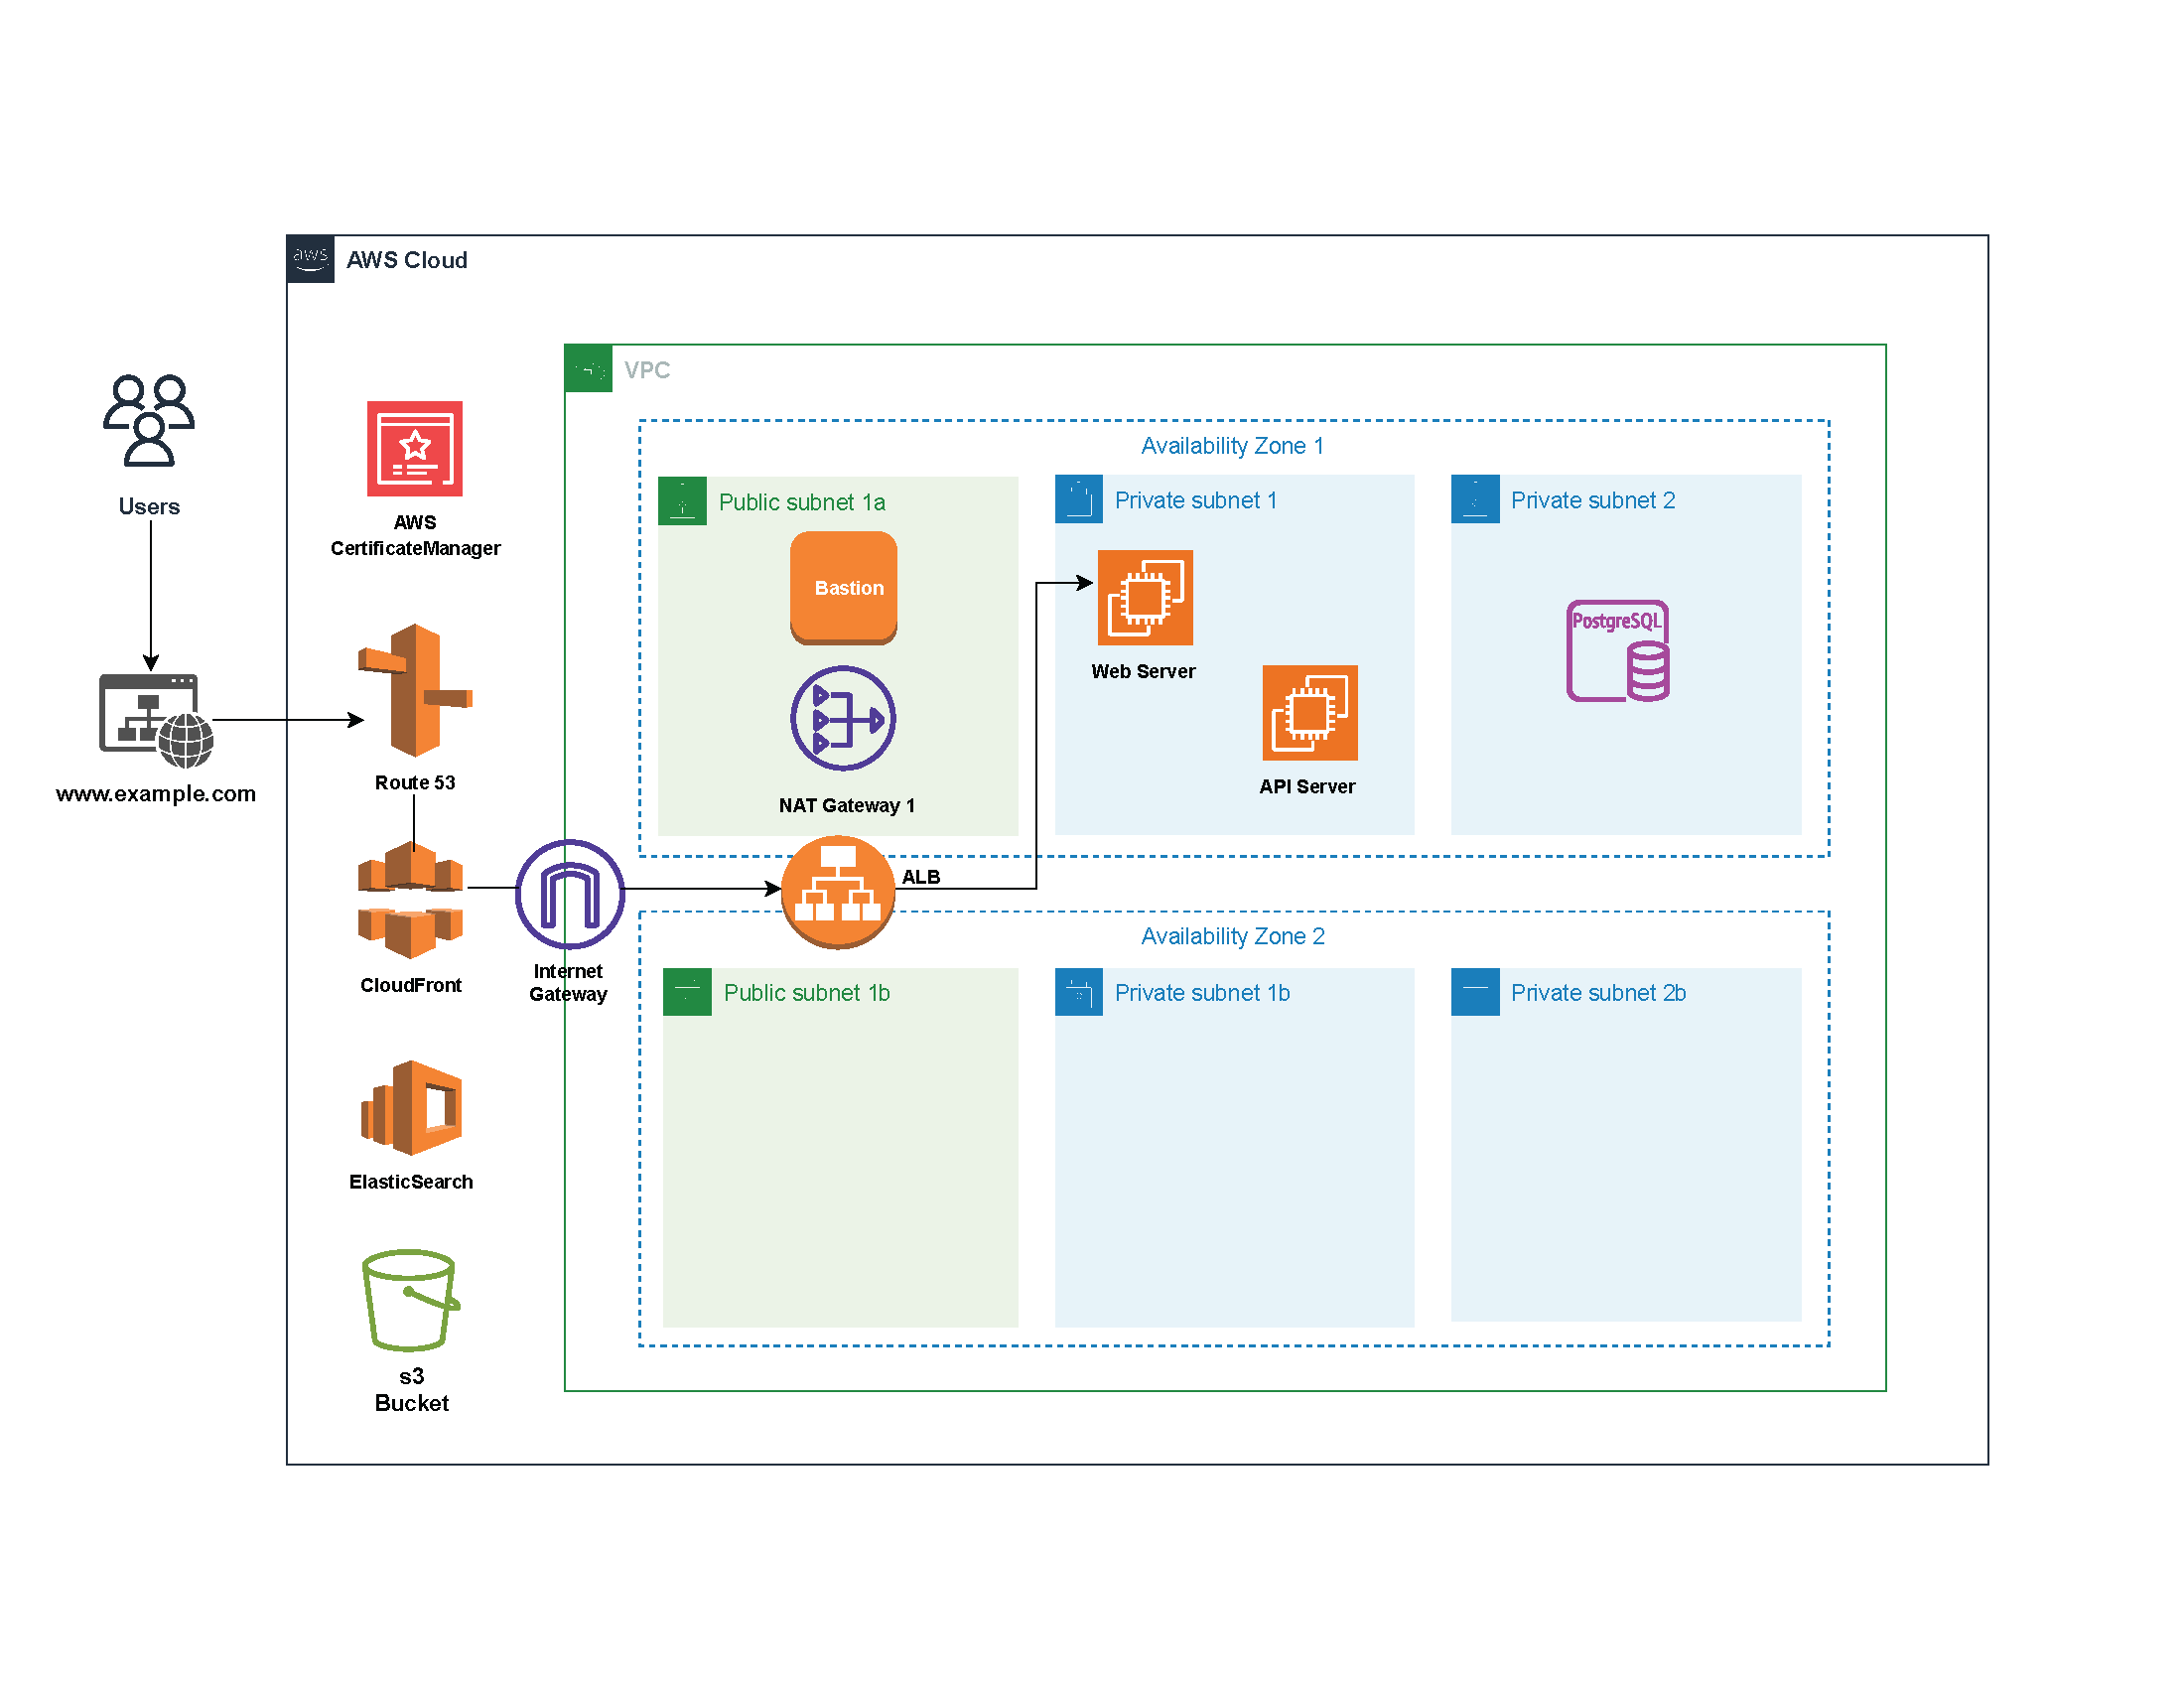 aws
AWS Cloud
VPC
Availability Zone 1
Public subnet 1a
Private subnet 1
Private subnet 2
Users
AWS
CertificateManager
Bastion
PostgreSQL
Web Server
API Server
www.example.com
Route 53
NAT Gateway 1
ALB
Availability Zone 2
CloudFront
Internet
Gateway
Public subnet 1b
Private subnet 1b
Private subnet 2b
ElasticSearch
s3
Bucket